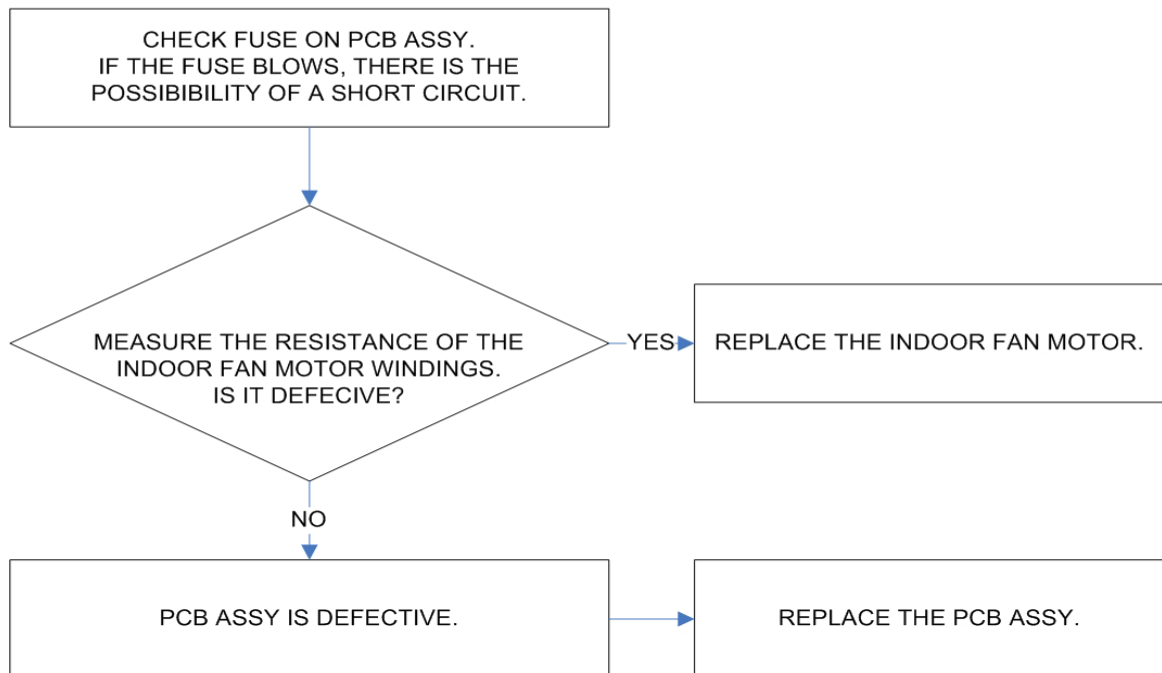 CHECK FUSE ON PCB ASSY.
IF THE FUSE BLOWS, THERE IS THE
POSSIBIBILITY OF A SHORT CIRCUIT.
MEASURE THE RESISTANCE OF THE
INDOOR FAN MOTOR WINDINGS.
IS IT DEFECIVE?
YES
REPLACE THE INDOOR FAN MOTOR.
NO
PCB ASSY IS DEFECTIVE.
REPLACE THE PCB ASSY.